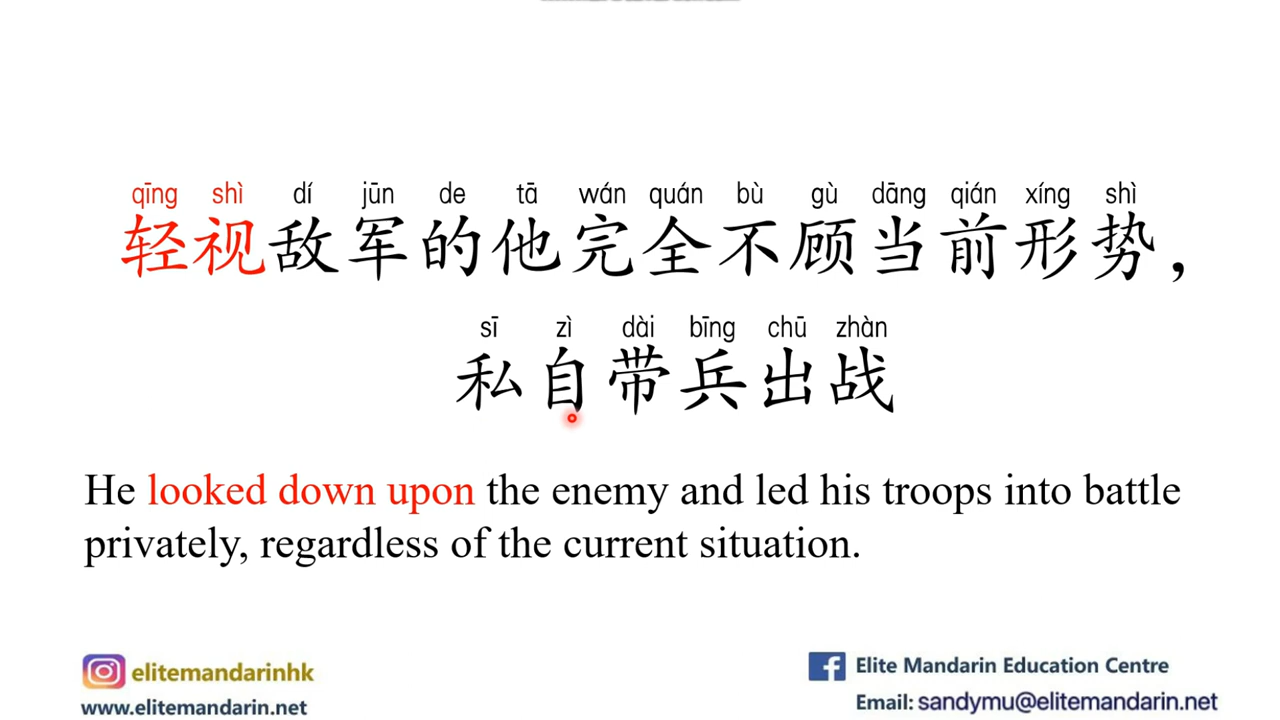 qīng shì dí jūn de tā wán quán bù gù dāng qián xíng shì
轻视敌军的他完全不顾当前形势，
sī zì dài bīng chū zhàn
私自带兵出战
He looked down upon the enemy and led his troops into battle
privately, regardless of the current situation.
elitemandarinhk
www.elitemandarin.net
Elite Mandarin Education Centre
Email: sandymu@elitemandarin.net